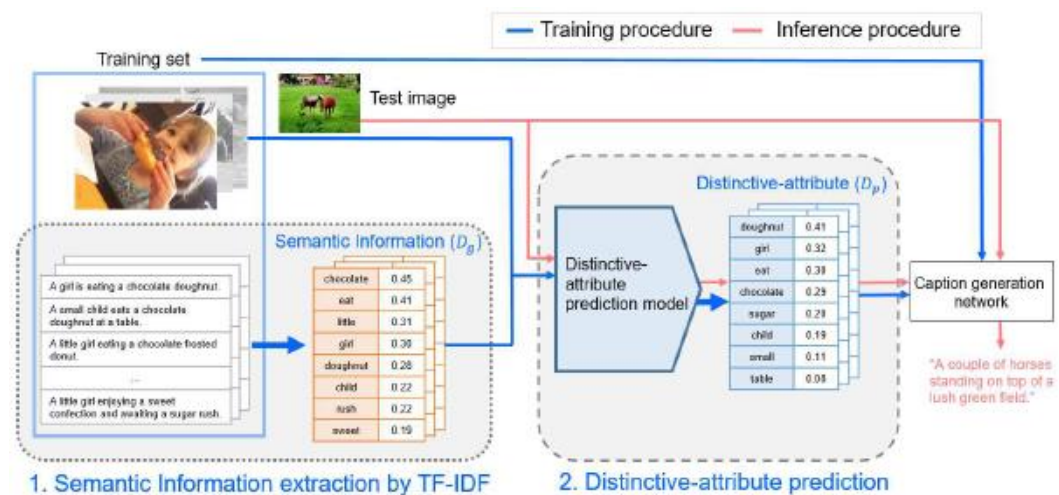 Training procedure
Inference procedure
Training set
Test image
Semantic Information (D_g)
A girl is eating a chocolate doughnut.
A small child eats a chocolate
doughnut at a table.
A little girl eating a chocolate frosted
donut.
...
A little girl enjoying a sweet
confection and awaiting a sugar rush.
chocolate 0.45
eat 0.41
little 0.31
girl 0.30
doughnut 0.28
child 0.22
rush 0.22
sweet 0.19
1. Semantic Information extraction by TF-IDF
Distinctive-attribute (D_p)
Distinctive-
attribute
prediction model
doughnut 0.41
girl 0.32
eat 0.30
chocolate 0.29
sugar 0.20
child 0.19
small 0.11
table 0.08
2. Distinctive-attribute prediction
Caption generation
network
"A couple of horses
standing on top of a
lush green field."